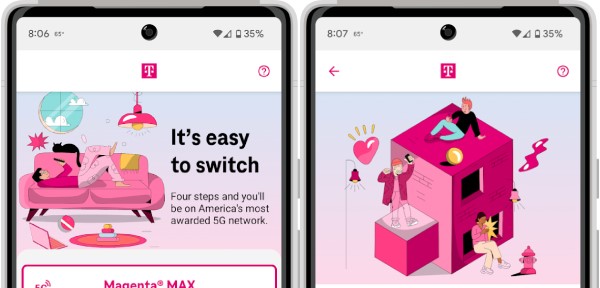 8:06 65°
35%
T
?
It's easy
to switch
Four steps and you'll
be on America's most
awarded 5G network.
5G
Magenta® MAX
8:07 65°
35%
T
?